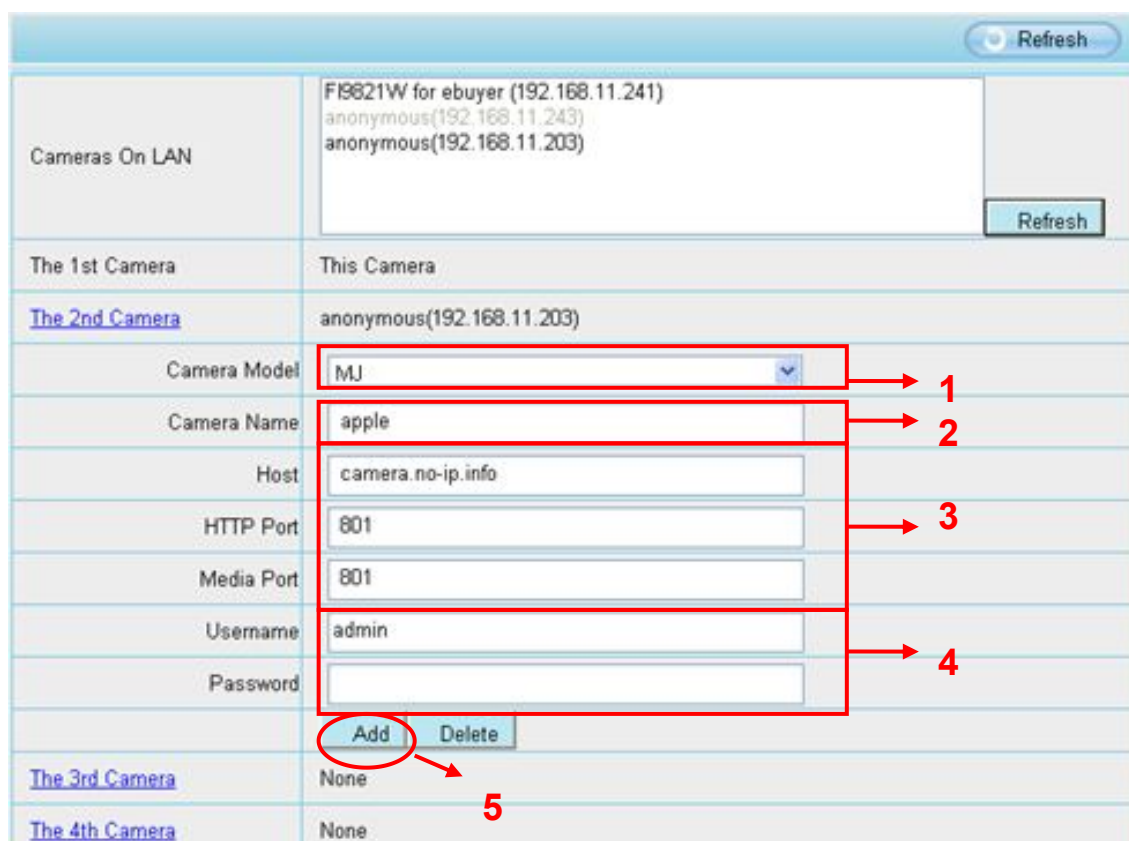 Refresh
Cameras On LAN
FI9821W for ebuyer (192.168.11.241)
anonymous(192.168.11.243)
anonymous(192.168.11.203)
Refresh
The 1st Camera This Camera
The 2nd Camera anonymous(192.168.11.203)
Camera Model MJ 1
Camera Name apple 2
Host camera.no-ip.info
HTTP Port 801 3
Media Port 801
Username admin
4
Password
Add Delete
The 3rd Camera None
5
The 4th Camera None